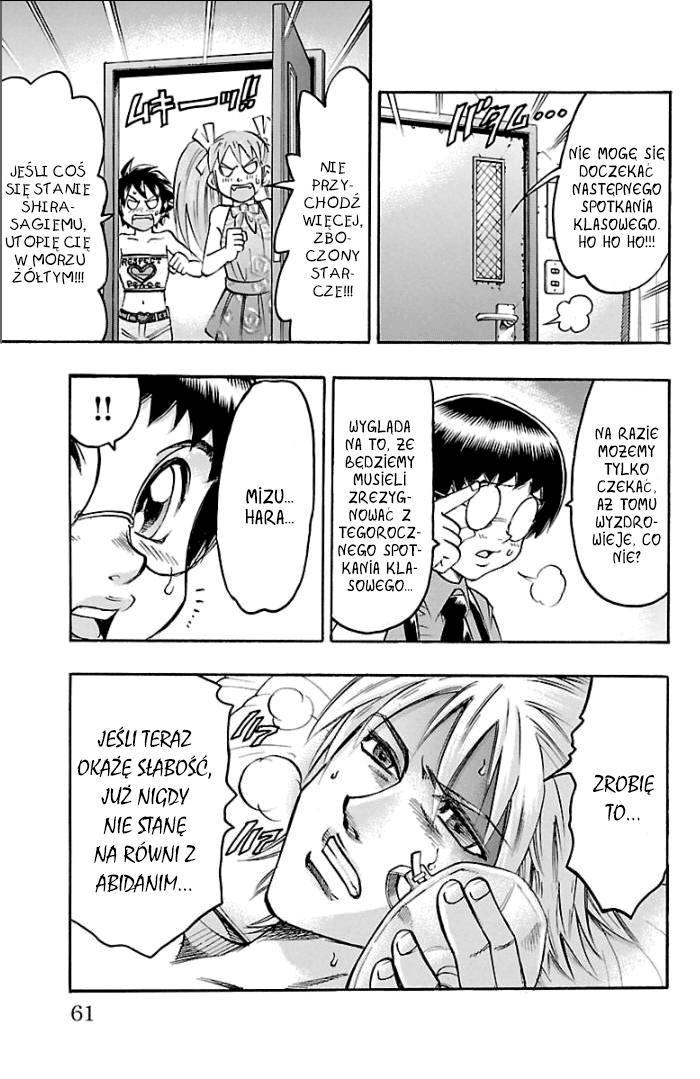 バタム...
NIE MOGĘ SIĘ
DOCZEKAĆ
NASTĘPNEGO
SPOTKANIA
KLASOWEGO.
HO HO HO!!!
ムキーーッ!!
NIE
PRZY-
CHODŹ
WIĘCEJ,
ZBO-
CZONY
STAR-
CZE!!!
JEŚLI COŚ
SIĘ STANIE
SHIRA-
SAGIEMU,
UTOPIĘ CIĘ
W MORZU
ŻÓŁTYM!!!
RESPECT
PEACE
NA RAZIE
MOŻEMY
TYLKO
CZEKAĆ,
AŻ TOMU
WYZDRO-
WIEJE, CO
NIE?
WYGLĄDA
NA TO, ŻE
BĘDZIEMY
MUSIELI
ZREZYG-
NOWAĆ Z
TEGOROCZ-
NEGO SPOT-
KANIA KLA-
SOWEGO...
MIZU...
HARA...
!!
ZROBIĘ
TO...
JEŚLI TERAZ
OKAŻĘ SŁABOŚĆ,
JUŻ NIGDY
NIE STANĘ
NA RÓWNI Z
ABIDANIM...
61